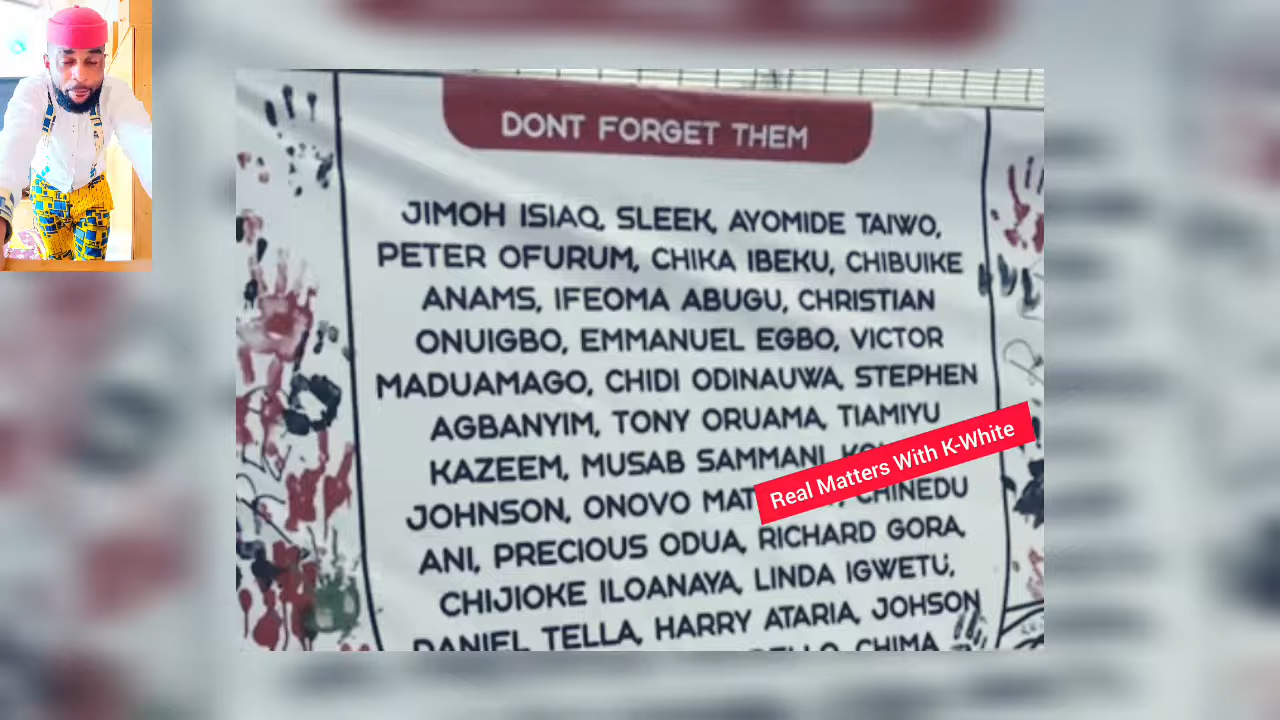 DONT FORGET THEM
JIMOH ISIAQ, SLEEK, AYOMIDE TAIWO,
PETER OFURUM, CHIKA IBEKU, CHIBUIKE
ANAMS, IFEOMA ABUGU, CHRISTIAN
ONUIGBO, EMMANUEL EGBO, VICTOR
MADUAMAGO, CHIDI ODINAUWA, STEPHEN
AGBANYIM, TONY ORUAMA, TIAMIYU
KAZEEM, MUSAB SAMMANI,
Real Matters With K-White
JOHNSON, ONOVO CHINEDU
ANI, PRECIOUS ODUA, RICHARD GORA,
CHIJIOKE ILOANAYA, LINDA IGWETU,
DANIEL TELLA, HARRY ATARIA, JOHSON
CHIMA